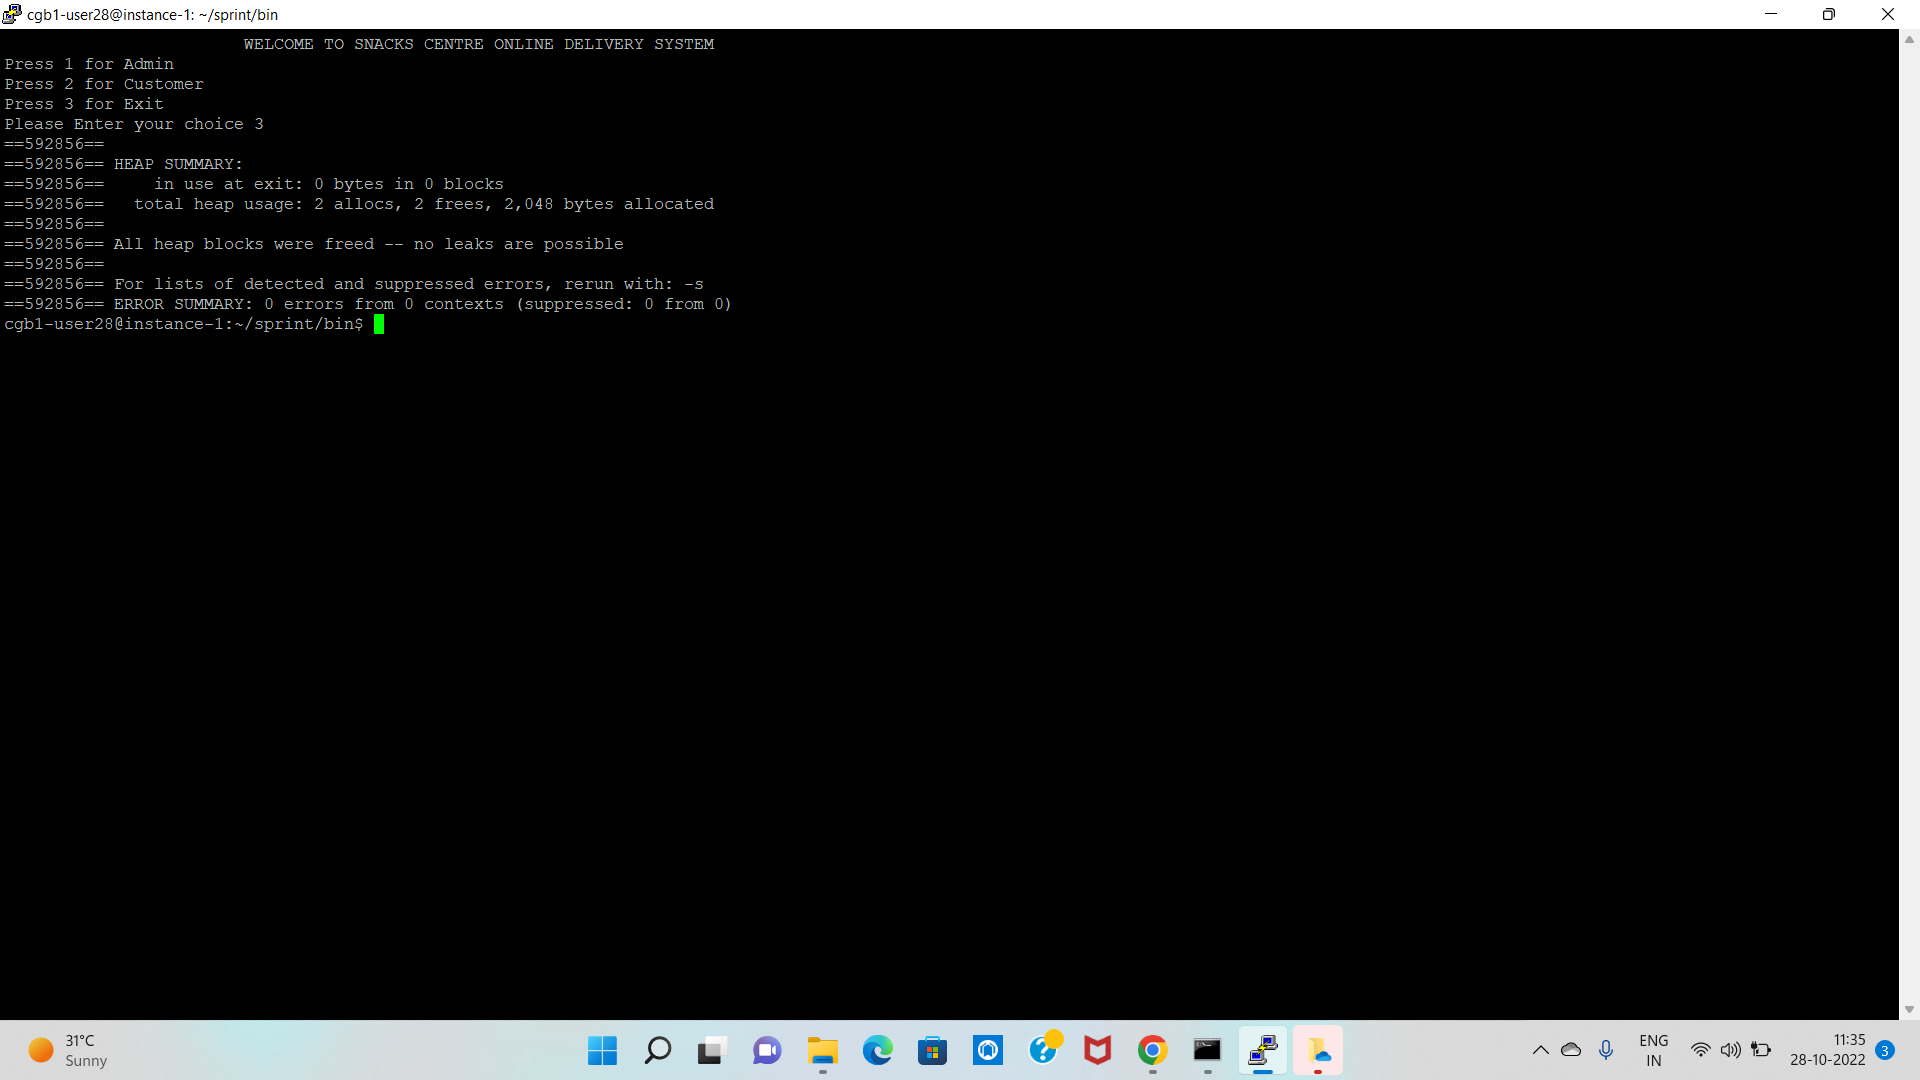 cgb1-user28@instance-1: ~/sprint/bin
WELCOME TO SNACKS CENTRE ONLINE DELIVERY SYSTEM
Press 1 for Admin
Press 2 for Customer
Press 3 for Exit
Please Enter your choice 3
==592856==
==592856== HEAP SUMMARY:
==592856==     in use at exit: 0 bytes in 0 blocks
==592856==   total heap usage: 2 allocs, 2 frees, 2,048 bytes allocated
==592856==
==592856== All heap blocks were freed -- no leaks are possible
==592856==
==592856== For lists of detected and suppressed errors, rerun with: -s
==592856== ERROR SUMMARY: 0 errors from 0 contexts (suppressed: 0 from 0)
cgb1-user28@instance-1:~/sprint/bin$
31°C
Sunny
ENG
IN
11:35
28-10-2022
3